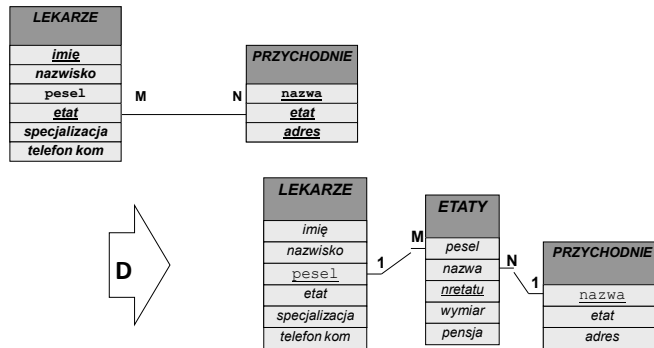 LEKARZE
imię
nazwisko
pesel
etat
specjalizacja
telefon kom
M
N
PRZYCHODNIE
nazwa
etat
adres
D
LEKARZE
imię
nazwisko
pesel
etat
specjalizacja
telefon kom
1
M
ETATY
pesel
nazwa
nretatu
wymiar
pensja
N
1
PRZYCHODNIE
nazwa
etat
adres